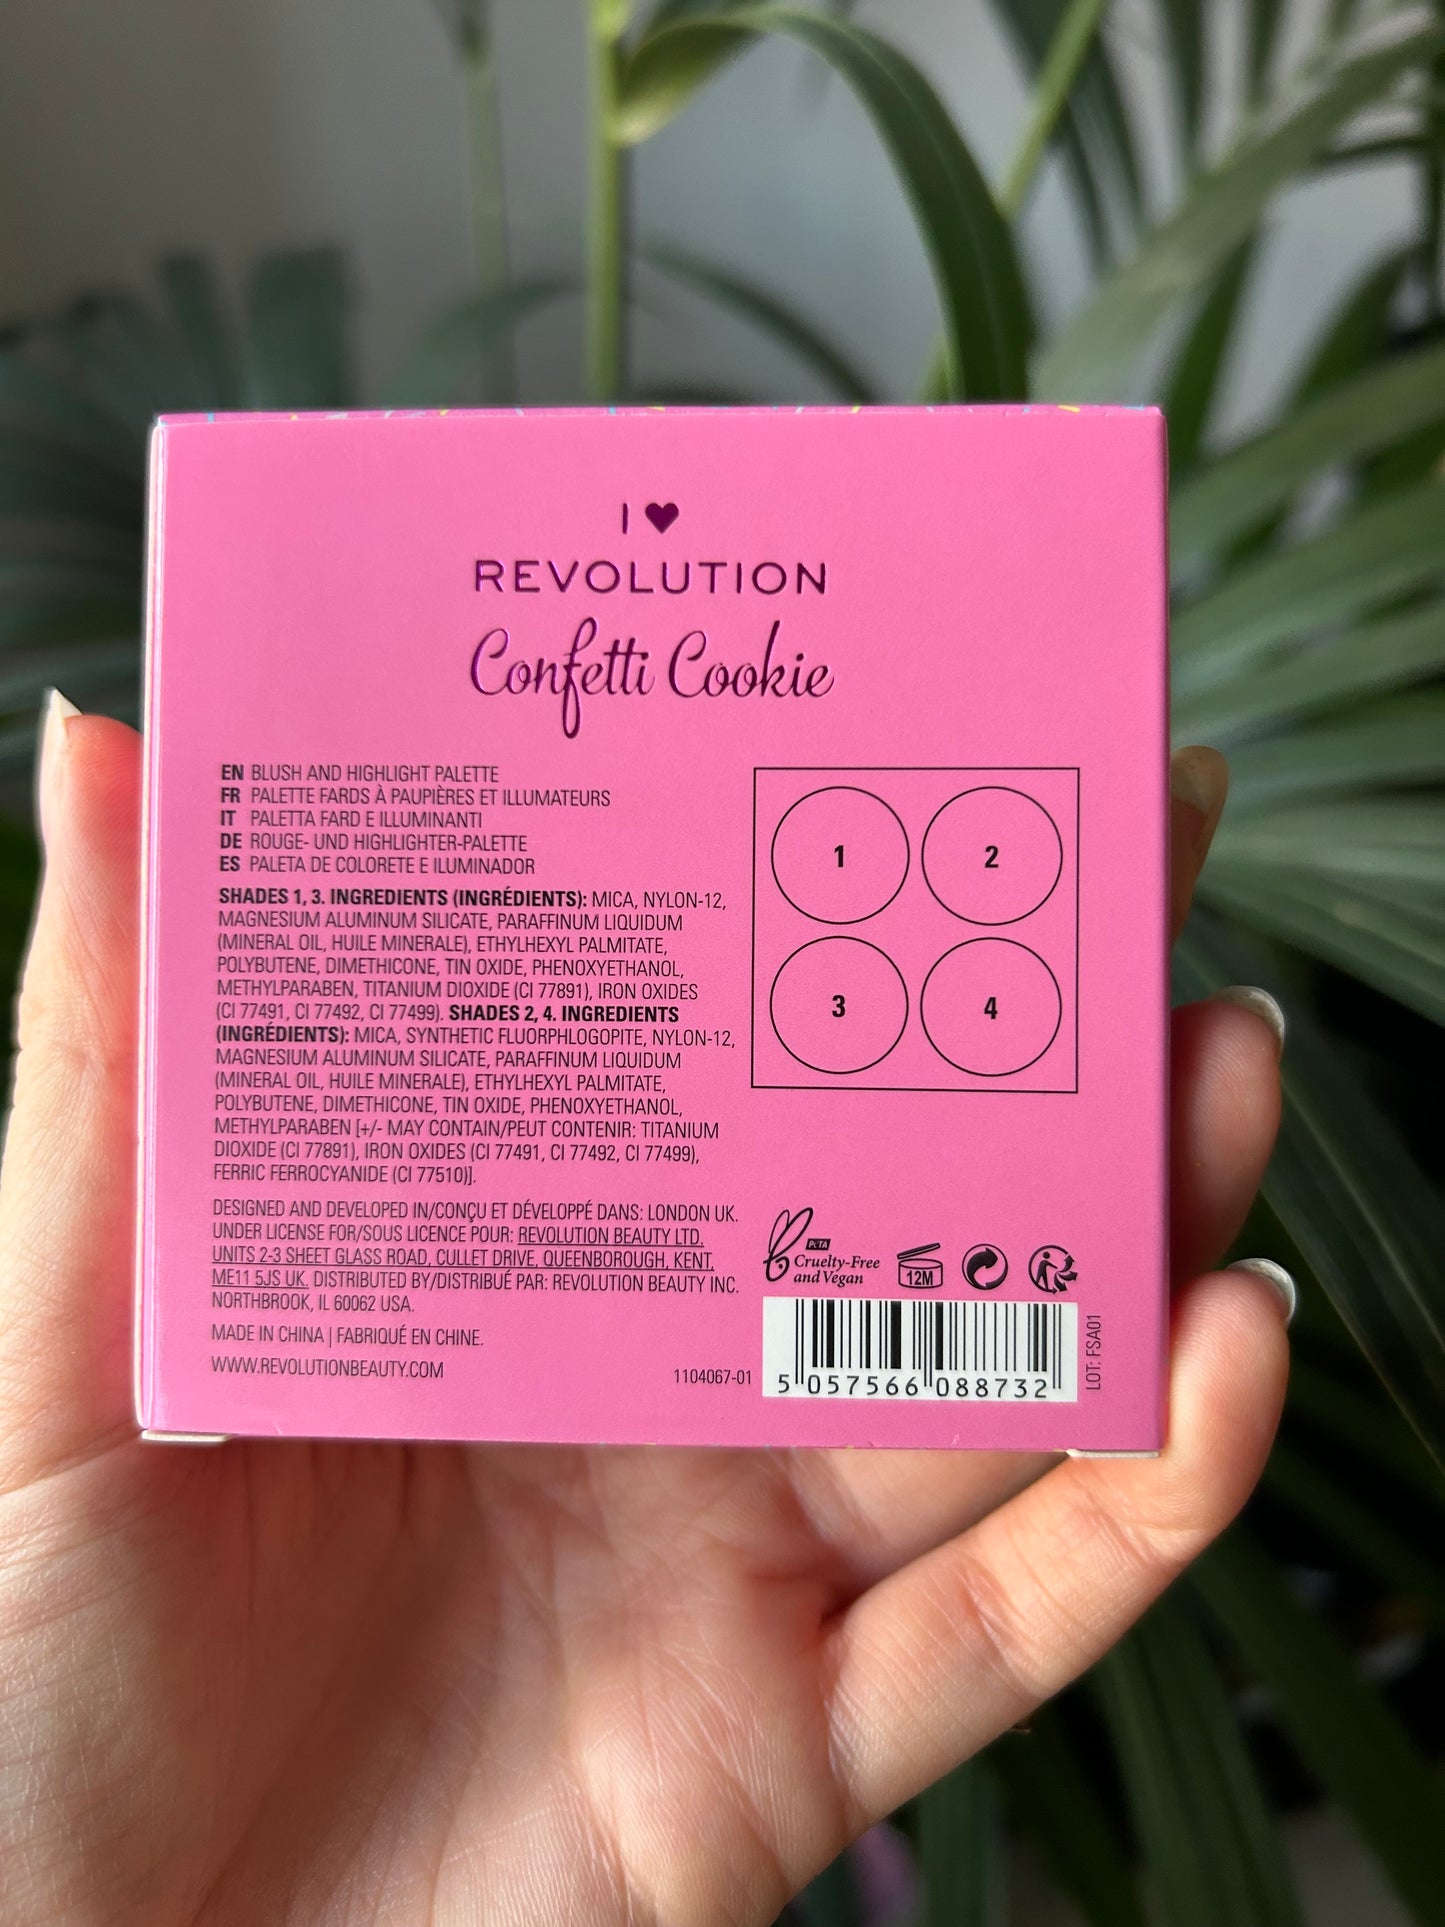 I ♥
REVOLUTION
Confetti Cookie
EN BLUSH AND HIGHLIGHT PALETTE
FR PALETTE FARDS À PAUPIÈRES ET ILLUMATEURS
IT PALETTA FARD E ILLUMINANTI
DE ROUGE- UND HIGHLIGHTER-PALETTE
ES PALETA DE COLORETE E ILUMINADOR
SHADES 1, 3. INGREDIENTS (INGRÉDIENTS): MICA, NYLON-12,
MAGNESIUM ALUMINUM SILICATE, PARAFFINUM LIQUIDUM
(MINERAL OIL, HUILE MINERALE), ETHYLHEXYL PALMITATE,
POLYBUTENE, DIMETHICONE, TIN OXIDE, PHENOXYETHANOL,
METHYLPARABEN, TITANIUM DIOXIDE (CI 77891), IRON OXIDES
(CI 77491, CI 77492, CI 77499). SHADES 2, 4. INGREDIENTS
(INGRÉDIENTS): MICA, SYNTHETIC FLUORPHLOGOPITE, NYLON-12,
MAGNESIUM ALUMINUM SILICATE, PARAFFINUM LIQUIDUM
(MINERAL OIL, HUILE MINERALE), ETHYLHEXYL PALMITATE,
POLYBUTENE, DIMETHICONE, TIN OXIDE, PHENOXYETHANOL,
METHYLPARABEN [+/- MAY CONTAIN/PEUT CONTENIR: TITANIUM
DIOXIDE (CI 77891), IRON OXIDES (CI 77491, CI 77492, CI 77499),
FERRIC FERROCYANIDE (CI 77510)].
DESIGNED AND DEVELOPED IN/CONÇU ET DÉVELOPPÉ DANS: LONDON UK.
UNDER LICENSE FOR/SOUS LICENCE POUR: REVOLUTION BEAUTY LTD.
UNITS 2-3 SHEET GLASS ROAD, CULLET DRIVE, QUEENBOROUGH, KENT,
ME11 5JS UK. DISTRIBUTED BY/DISTRIBUÉ PAR: REVOLUTION BEAUTY INC.
NORTHBROOK, IL 60062 USA.
MADE IN CHINA | FABRIQUÉ EN CHINE.
WWW.REVOLUTIONBEAUTY.COM
1104067-01
1
2
3
4
PETA
Cruelty-Free
and Vegan
12M
5 057566 088732
LOT: FSA01